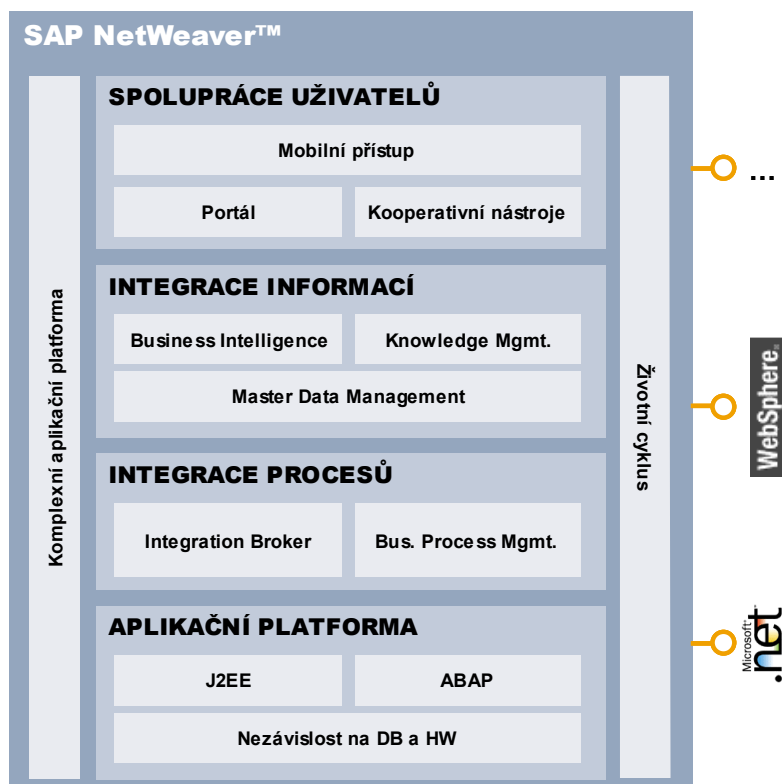 SAP NetWeaver™
Komplexní aplikační platforma
SPOLUPRÁCE UŽIVATELŮ
Mobilní přístup
Portál
Kooperativní nástroje
INTEGRACE INFORMACÍ
Business Intelligence
Knowledge Mgmt.
Master Data Management
INTEGRACE PROCESŮ
Integration Broker
Bus. Process Mgmt.
APLIKAČNÍ PLATFORMA
J2EE
ABAP
Nezávislost na DB a HW
Životní cyklus
...
WebSphere.
Microsoft
.net